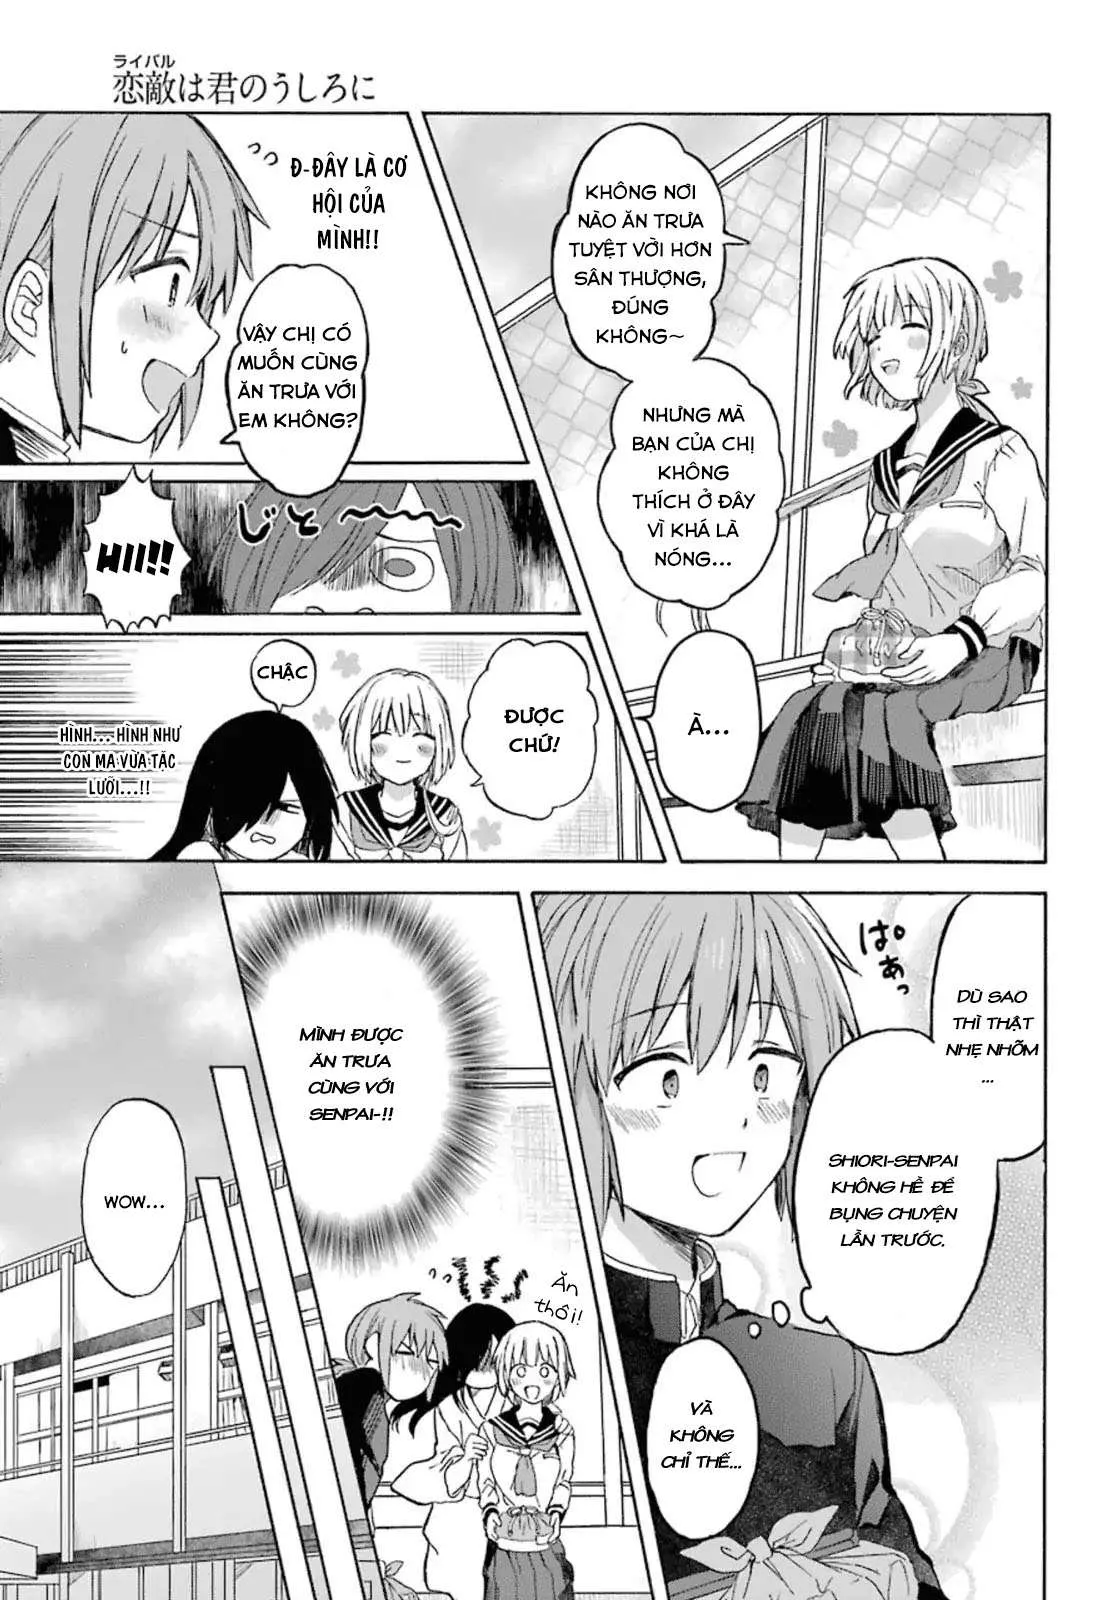 ライバル
恋敵は君のうしろに
KHÔNG NƠI
NÀO ĂN TRƯA
TUYỆT VỜI HƠN
SÂN THƯỢNG,
ĐÚNG
KHÔNG~
NHƯNG MÀ
BẠN CỦA CHỊ
KHÔNG
THÍCH Ở ĐÂY
VÌ KHÁ LÀ
NÓNG...
À...
Đ-ĐÂY LÀ CƠ
HỘI CỦA
MÌNH!!
VẬY CHỊ CÓ
MUỐN CÙNG
ĂN TRƯA VỚI
EM KHÔNG?
じとー
HII!!
ĐƯỢC
CHỨ!
CHẬC
HÌNH... HÌNH NHƯ
CON MA VỪA TẶC
LƯỠI...!!
ぱぁっ
DÙ SAO
THÌ THẬT
NHẸ NHÕM
...
SHIORI-SENPAI
KHÔNG HỀ ĐỂ
BỤNG CHUYỆN
LẦN TRƯỚC.
VÀ
KHÔNG
CHỈ THẾ...
MÌNH ĐƯỢC
ĂN TRƯA
CÙNG VỚI
SENPAI-!!
Ăn
thôi!
WOW...